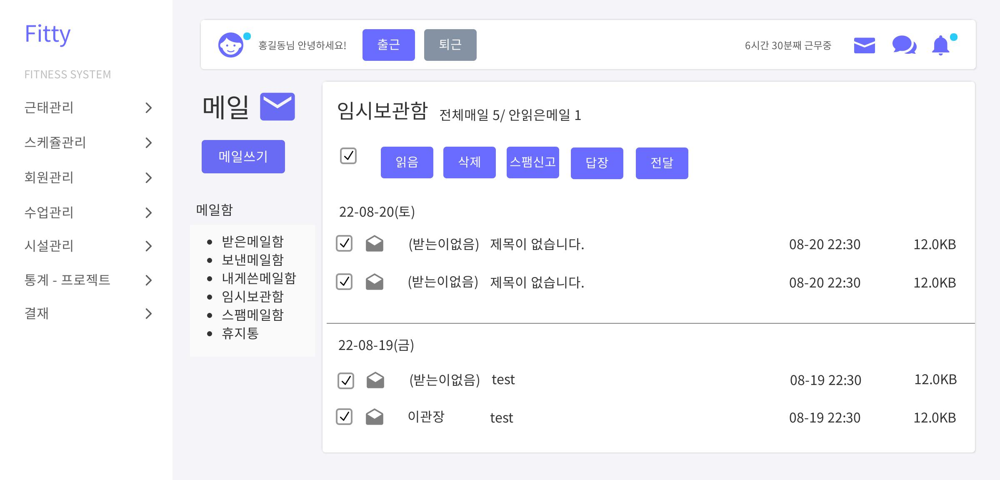 Fitty
FITNESS SYSTEM
근태관리
스케쥴관리
회원관리
수업관리
시설관리
통계 - 프로젝트
결재
홍길동님 안녕하세요!
출근
퇴근
6시간 30분째 근무중
메일
메일쓰기
메일함
받은메일함
보낸메일함
내게쓴메일함
임시보관함
스팸메일함
휴지통
임시보관함 전체매일 5/ 안읽은메일 1
읽음 삭제 스팸신고 답장 전달
22-08-20(토)
(받는이없음) 제목이 없습니다. 08-20 22:30 12.0KB
(받는이없음) 제목이 없습니다. 08-20 22:30 12.0KB
22-08-19(금)
(받는이없음) test 08-19 22:30 12.0KB
이관장 test 08-19 22:30 12.0KB